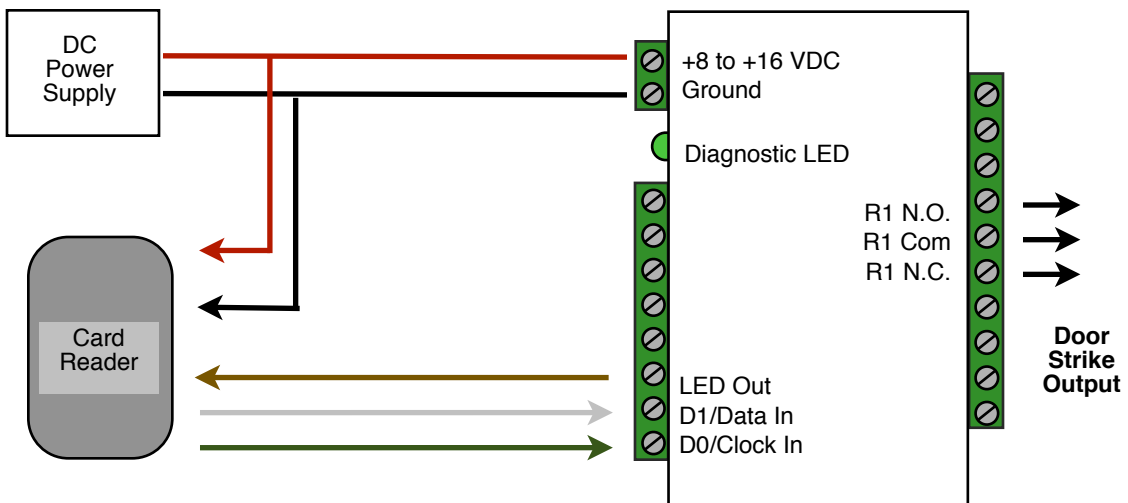 DC
Power
Supply
+8 to +16 VDC
Ground
Diagnostic LED
R1 N.O.
R1 Com
R1 N.C.
Card
Reader
Door
Strike
Output
LED Out
D1/Data In
D0/Clock In